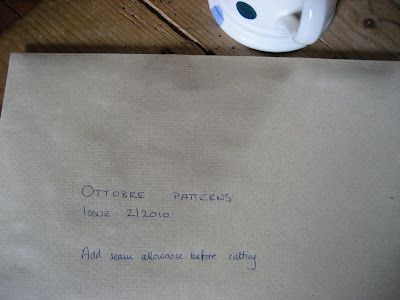 OTTOBRE PATTERNS
ISSUE 2/2010
Add seam allowance before cutting